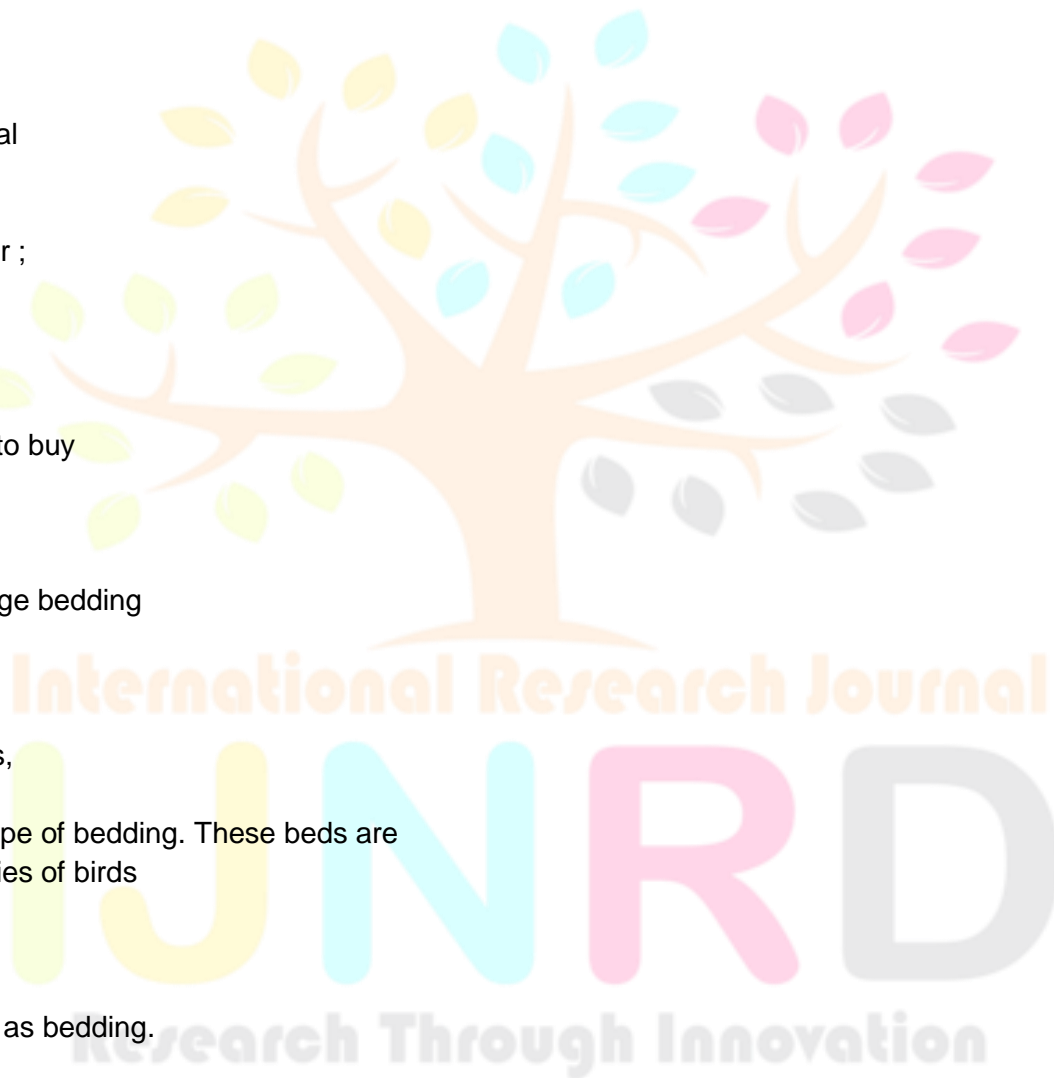 al
r ;
to buy
ge bedding
International Research Journal
s,
pe of bedding. These beds are
ies of birds
IJNRD
as bedding.
Research Through Innovation